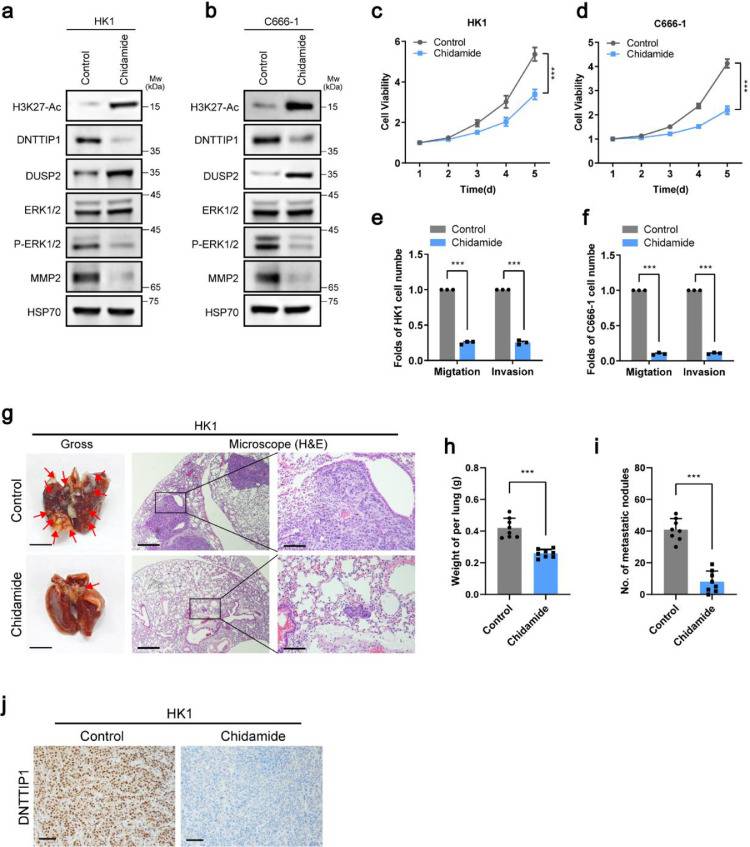 a
HK1
Control
Chidamide
Mw
(kDa)
H3K27-Ac
15
DNTTIP1
35
DUSP2
35
45
ERK1/2
45
P-ERK1/2
MMP2
65
75
HSP70
b
C666-1
Control
Chidamide
Mw
(kDa)
H3K27-Ac
15
DNTTIP1
35
DUSP2
35
45
ERK1/2
45
P-ERK1/2
MMP2
65
75
HSP70
c
HK1
Control
Chidamide
Cell Viability
6
4
2
0
1 2 3 4 5
Time(d)
***
d
C666-1
Control
Chidamide
Cell Viability
5
4
3
2
1
0
1 2 3 4 5
Time(d)
***
e
Control
Chidamide
Folds of HK1 cell numbe
1.5
1.0
0.5
0.0
*** ***
Migtation Invasion
f
Control
Chidamide
Folds of C666-1 cell numbe
1.5
1.0
0.5
0.0
*** ***
Migtation Invasion
g
HK1
Gross Microscope (H&E)
Control
Chidamide
h
Weight of per lung (g)
0.8
0.6
0.4
0.2
0.0
***
Control
Chidamide
i
No. of metastatic nodules
80
60
40
20
0
***
Control
Chidamide
j
HK1
Control Chidamide
DNTTIP1